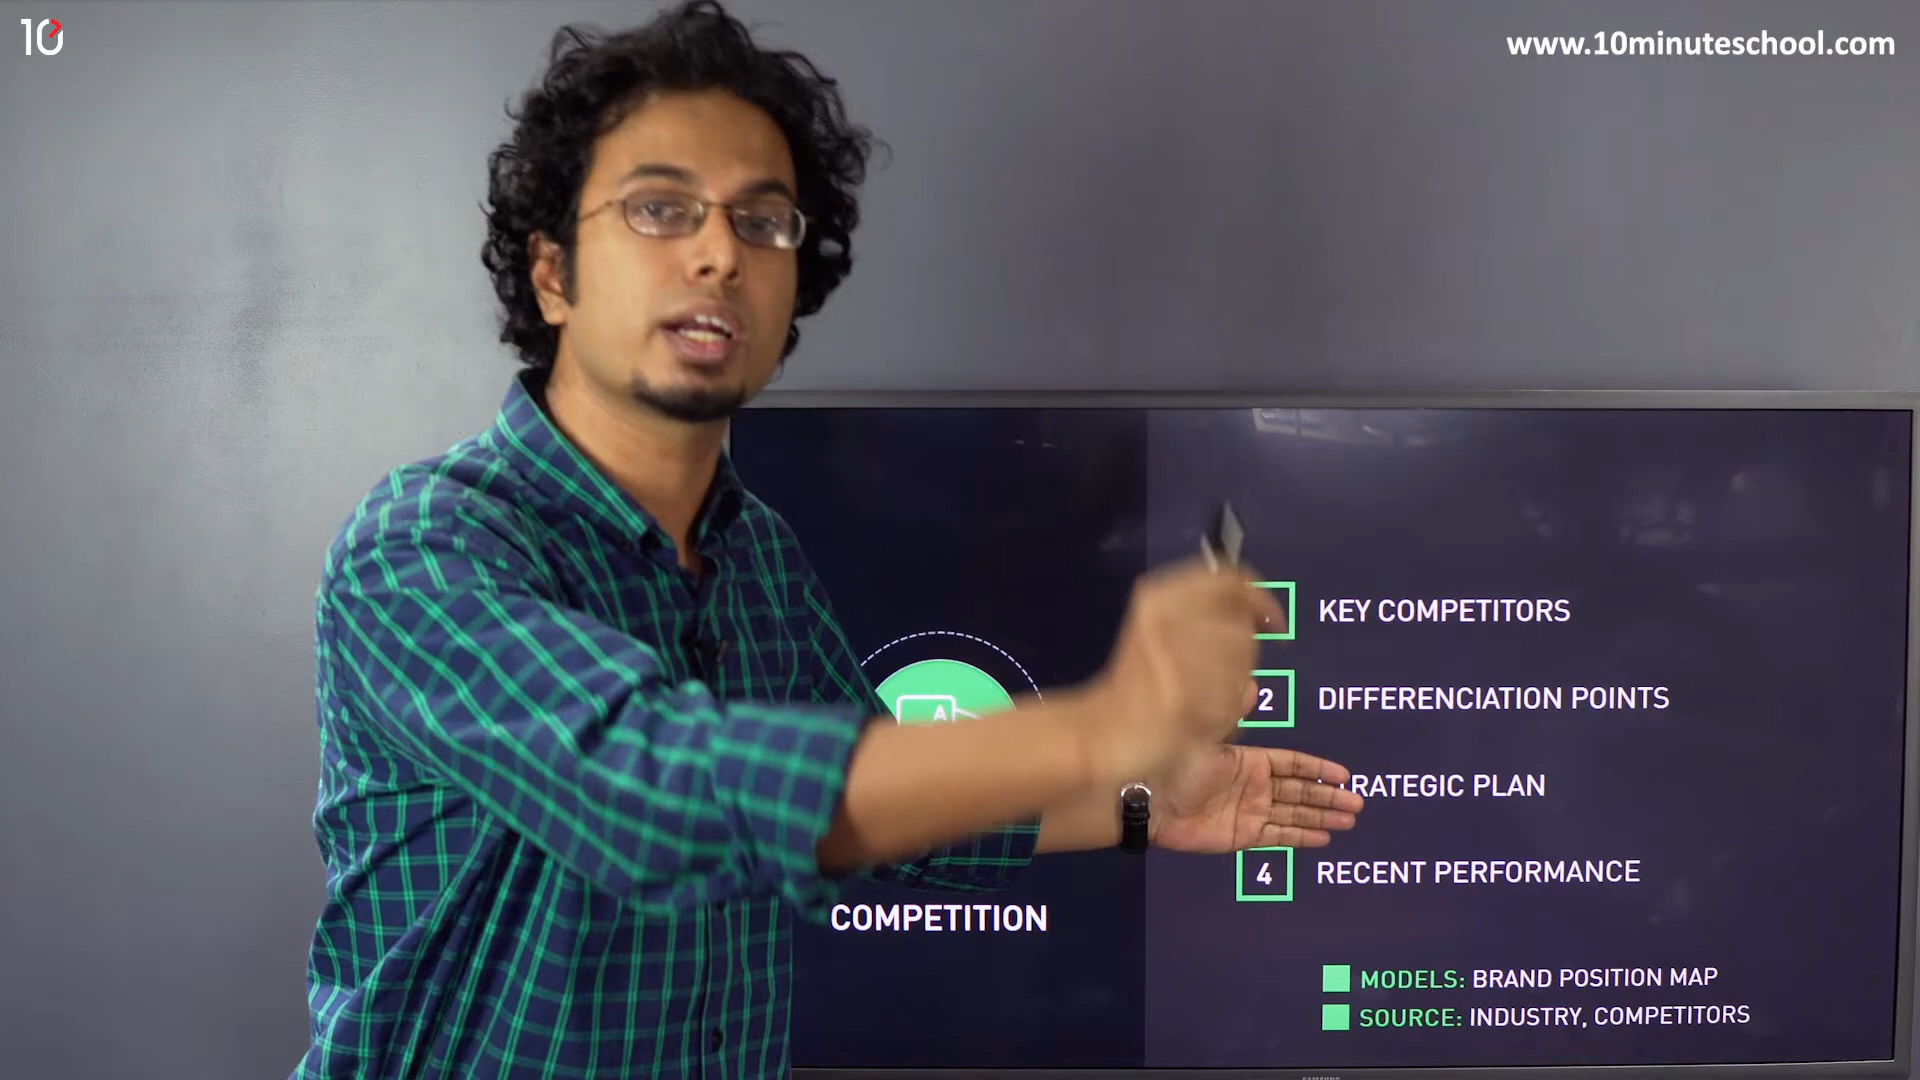 10
www.10minuteschool.com
A
KEY COMPETITORS
2 DIFFERENCIATION POINTS
TRATEGIC PLAN
4 RECENT PERFORMANCE
COMPETITION
MODELS: BRAND POSITION MAP
SOURCE: INDUSTRY, COMPETITORS